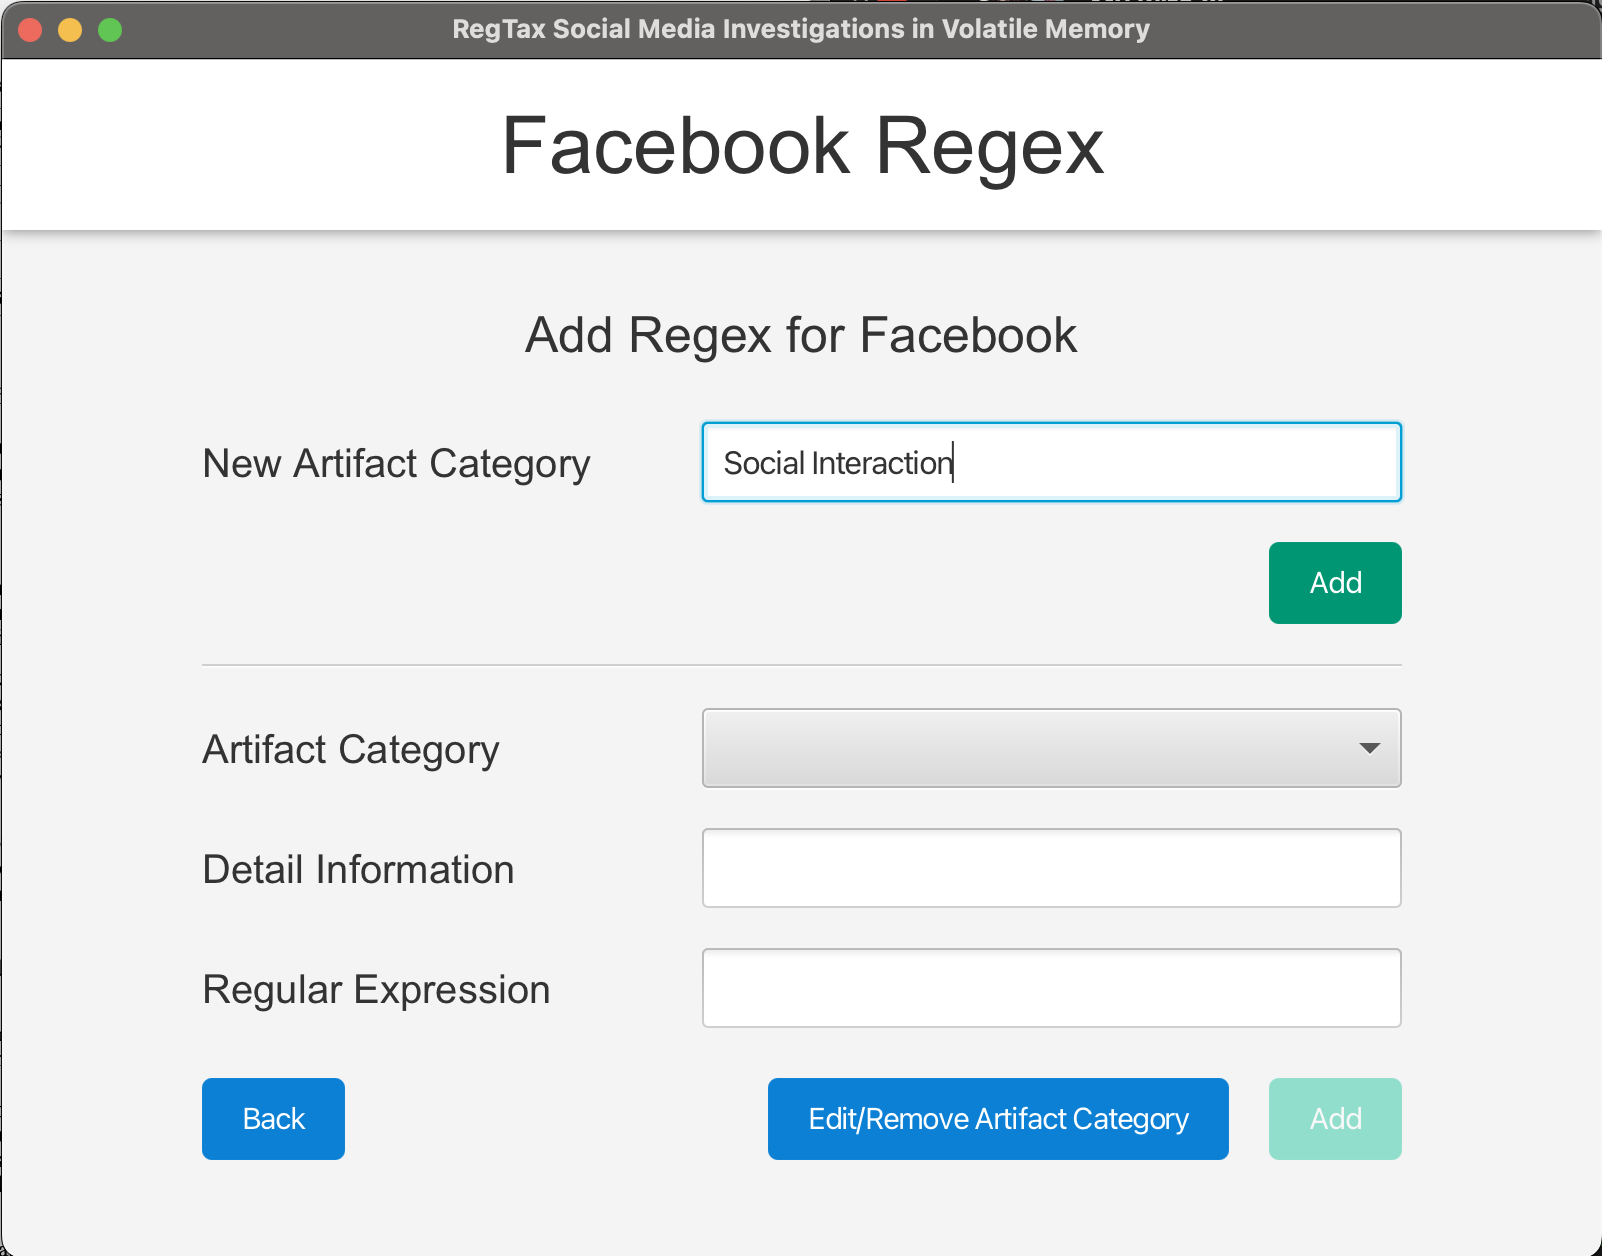 RegTax Social Media Investigations in Volatile Memory
Facebook Regex
Add Regex for Facebook
New Artifact Category
Social Interaction
Add
Artifact Category
Detail Information
Regular Expression
Back
Edit/Remove Artifact Category
Add